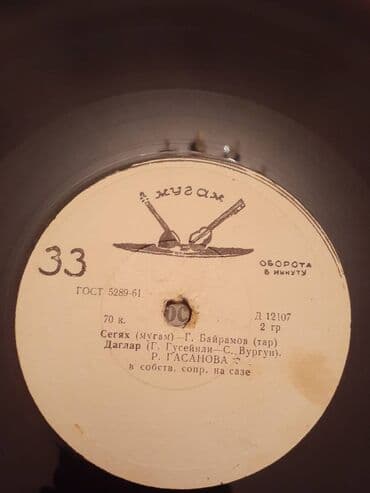 мугам
33
ОБОРОТА
В МИНУТУ
ГОСТ 5289-61
70 к.
Д 12107
2 гр
Сегях (мугам)—Г. Байрамов (тар)
Даглар (Г. Гусейнли—С. Вургун).
Р. ГАСАНОВА
в собств. сопр. на сазе